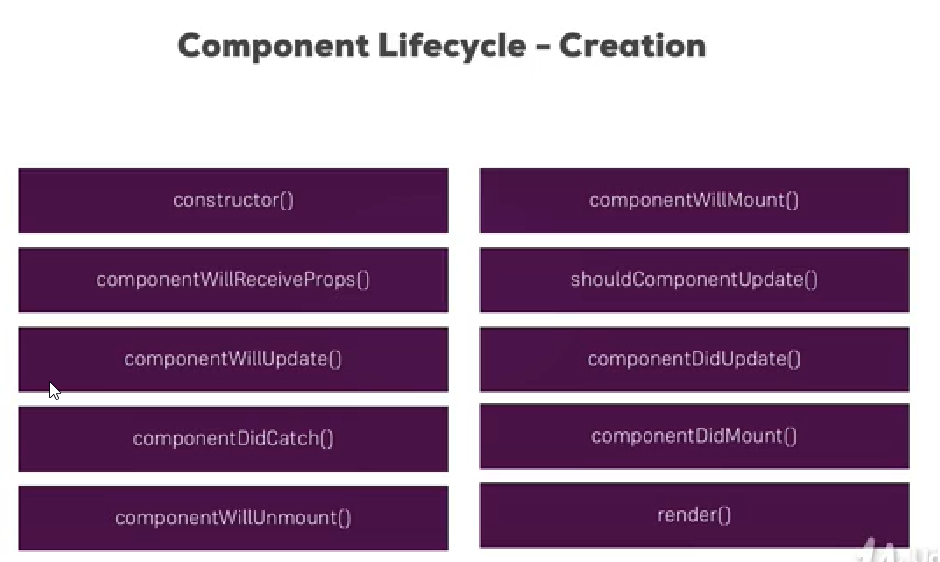 Component Lifecycle - Creation
constructor()
componentWillMount()
componentWillReceiveProps()
shouldComponentUpdate()
componentWillUpdate()
componentDidUpdate()
componentDidCatch()
componentDidMount()
componentWillUnmount()
render()